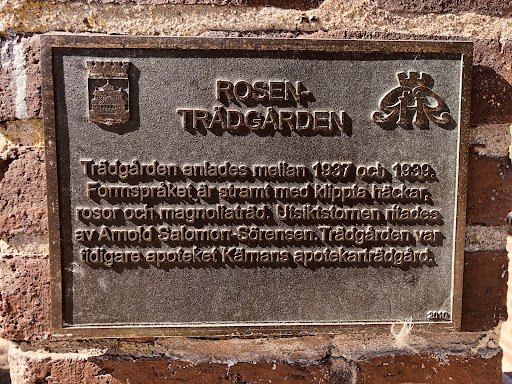 ROSEN-
TRÄDGÅRDEN
Trädgården anlades mellan 1937 och 1939.
Formspråket är stramt med klippta häckar,
rosor och magnoliaträd. Utsiktstornen ritades
av Arnold Salomon-Sörensen. Trädgården var
tidigare apoteket Kärnans apotekarträdgård.
2010